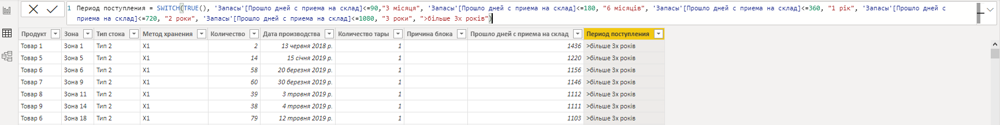 1 Период поступления = SWITCH(TRUE(), 'Запасы'[Прошло дней с приема на склад]<=90,"3 місяця", 'Запасы'[Прошло дней с приема на склад]<=180, "6 місяців", 'Запасы'[Прошло дней с приема на склад]<=360, "1 рік", 'Запасы'[Прошло дней с
приема на склад]<=720, "2 роки", 'Запасы'[Прошло дней с приема на склад]<=1080, "3 роки", ">більше 3х років")
Продукт Зона Тип стока Метод хранения Количество Дата производства Количество тары Причина блока Прошло дней с приема на склад Период поступления
Товар 1 Зона 1 Тип 2 X1 2 13 червня 2018 р. 1 1436 >більше 3х років
Товар 5 Зона 5 Тип 2 X1 14 15 січня 2019 р. 1 1220 >більше 3х років
Товар 6 Зона 6 Тип 2 X1 58 20 березня 2019 р. 1 1156 >більше 3х років
Товар 7 Зона 9 Тип 2 X1 60 30 березня 2019 р. 1 1146 >більше 3х років
Товар 8 Зона 11 Тип 2 X1 39 3 травня 2019 р. 1 1112 >більше 3х років
Товар 9 Зона 14 Тип 2 X1 38 4 травня 2019 р. 1 1111 >більше 3х років
Товар 6 Зона 18 Тип 2 X1 79 12 травня 2019 р. 1 1103 >більше 3х років